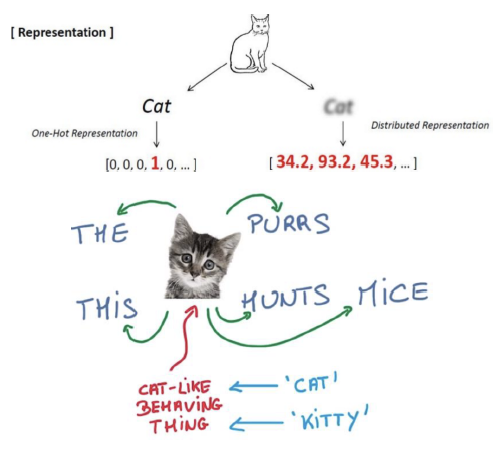 [ Representation ]
Cat
Cat
One-Hot Representation
Distributed Representation
[0, 0, 0, 1, 0, ... ]
[ 34.2, 93.2, 45.3, ... ]
THE
PURRS
THiS
HUNTS MiCE
CAT-LiKE
BEHAViNG
THiNG
'CAT'
'KiTTY'